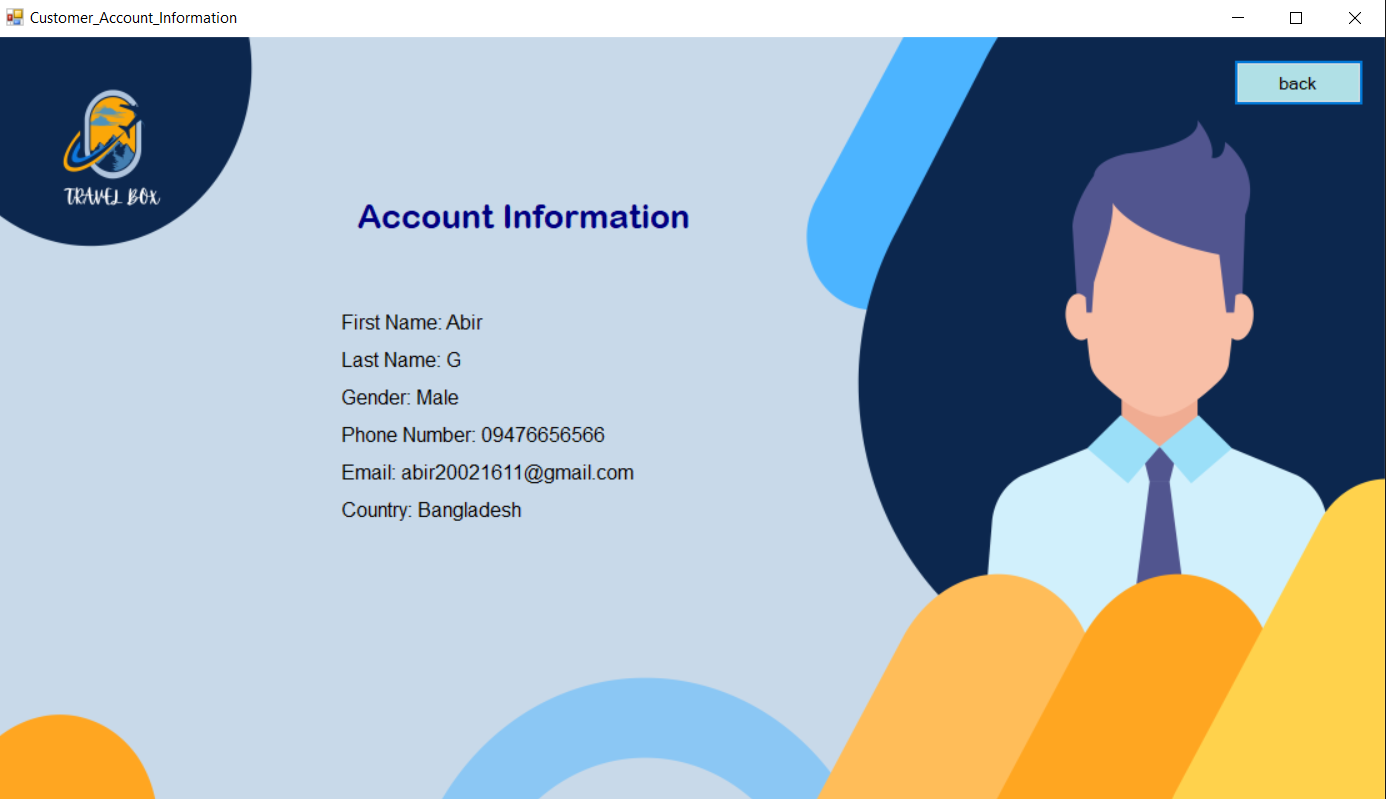 Customer_Account_Information
back
TRAVEL BOX
Account Information
First Name: Abir
Last Name: G
Gender: Male
Phone Number: 09476656566
Email: abir20021611@gmail.com
Country: Bangladesh